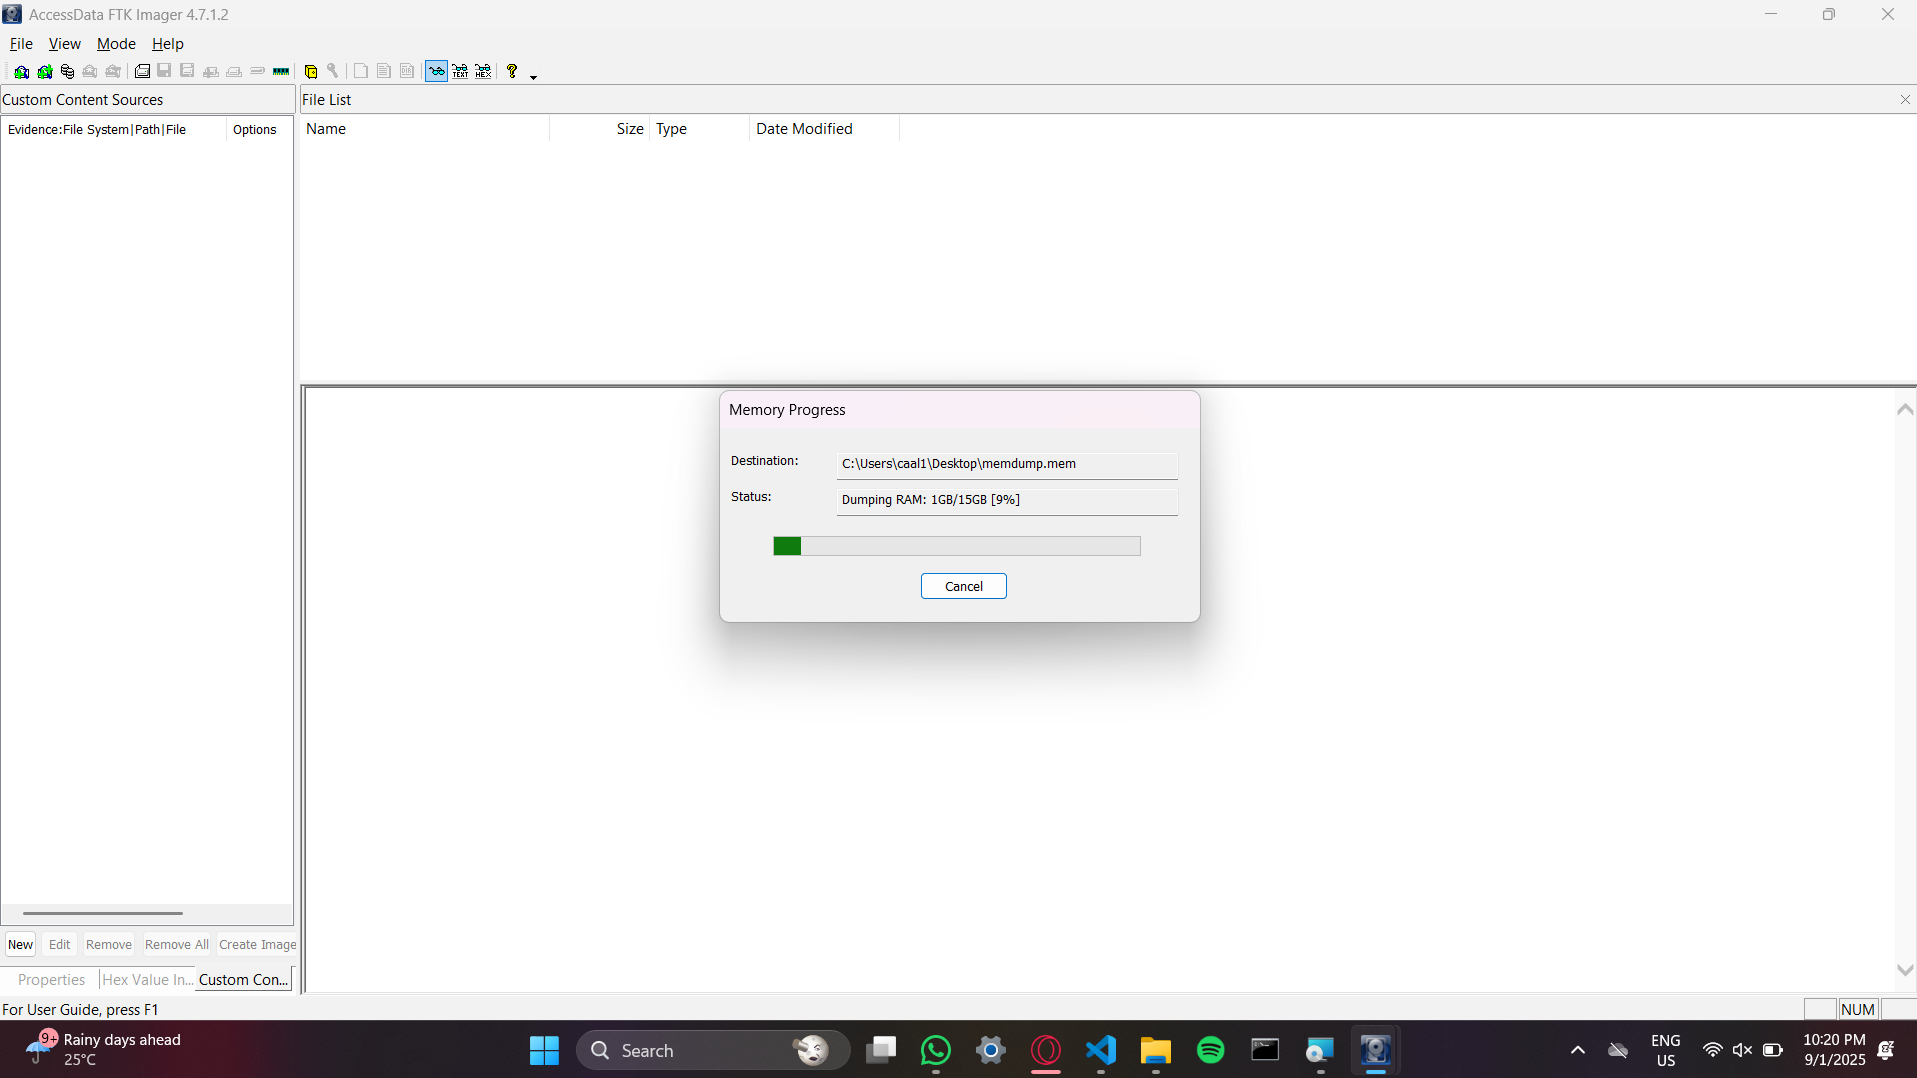 AccessData FTK Imager 4.7.1.2
File View Mode Help
TEXT HEX
Custom Content Sources
File List
Evidence:File System|Path|File Options
Name Size Type Date Modified
Memory Progress
Destination: C:\Users\caal1\Desktop\memdump.mem
Status: Dumping RAM: 1GB/15GB [9%]
Cancel
New Edit Remove Remove All Create Image
Properties Hex Value In... Custom Con...
For User Guide, press F1
NUM
9+ Rainy days ahead
25°C
Search
ENG
US
10:20 PM
9/1/2025